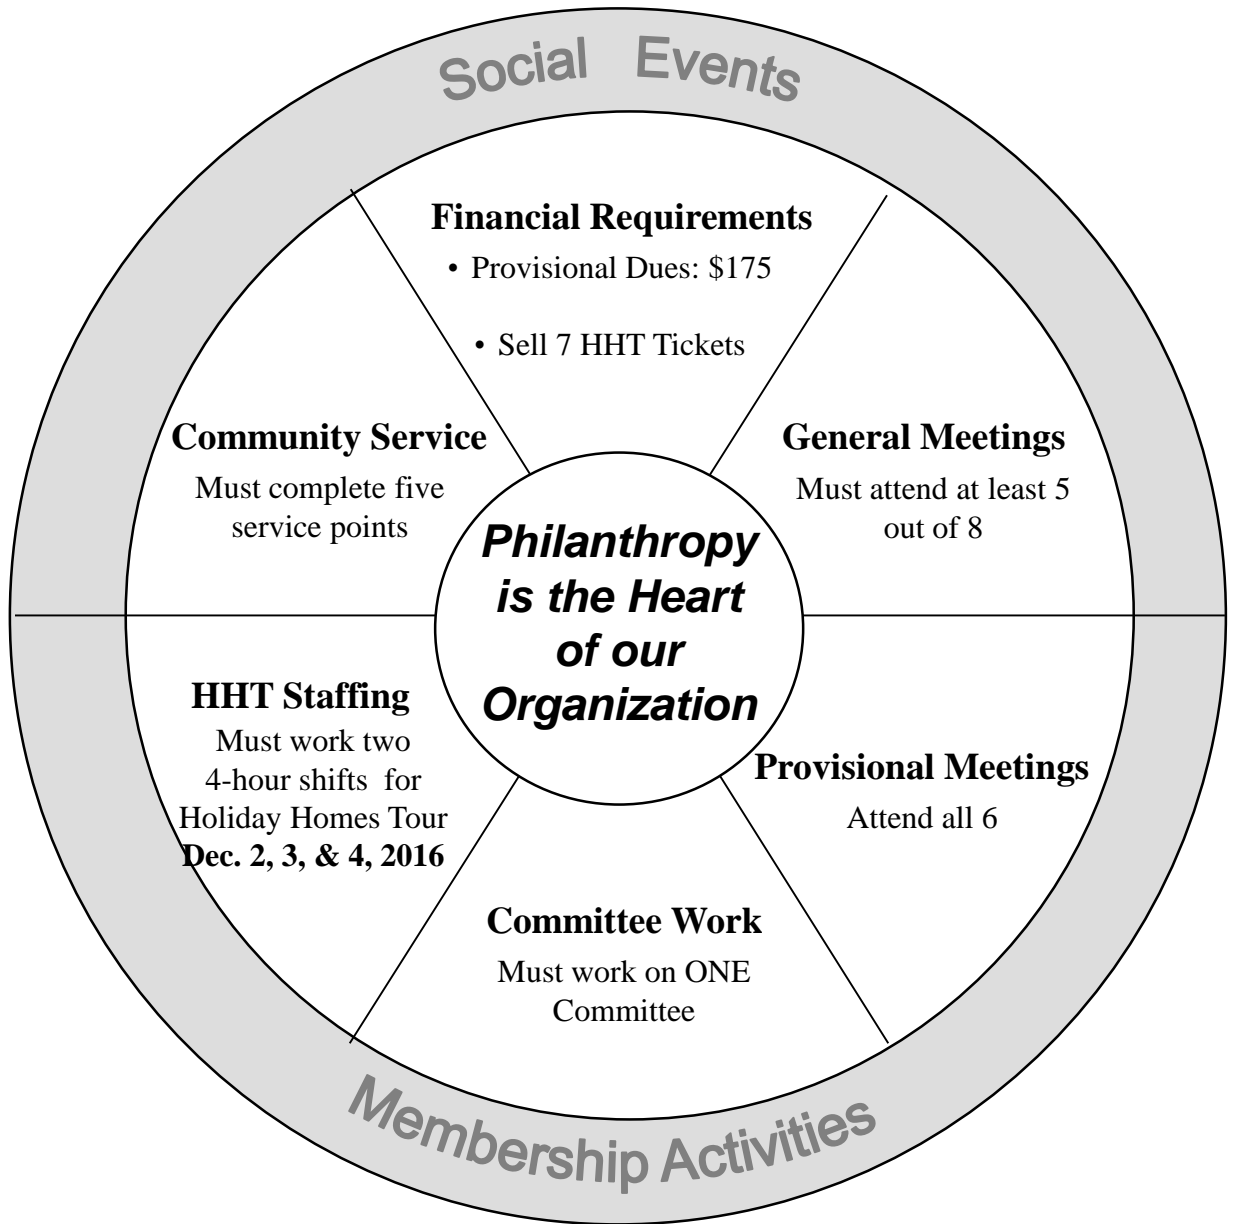 Social Events
Financial Requirements
• Provisional Dues: $175
• Sell 7 HHT Tickets
Community Service
Must complete five
service points
General Meetings
Must attend at least 5
out of 8
Philanthropy
is the Heart
of our
Organization
HHT Staffing
Must work two
4-hour shifts for
Holiday Homes Tour
Dec. 2, 3, & 4, 2016
Provisional Meetings
Attend all 6
Committee Work
Must work on ONE
Committee
Membership Activities